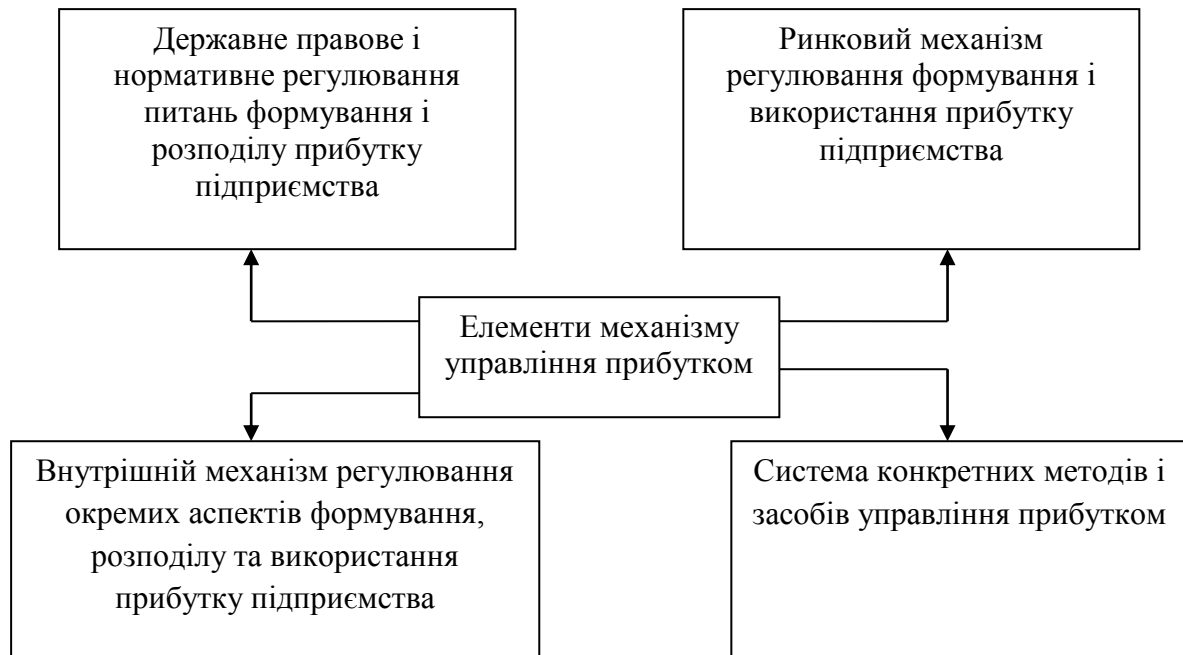 Державне правове і
нормативне регулювання
питань формування і
розподілу прибутку
підприємства
Ринковий механізм
регулювання формування і
використання прибутку
підприємства
Елементи механізму
управління прибутком
Внутрішній механізм регулювання
окремих аспектів формування,
розподілу та використання
прибутку підприємства
Система конкретних методів і
засобів управління прибутком